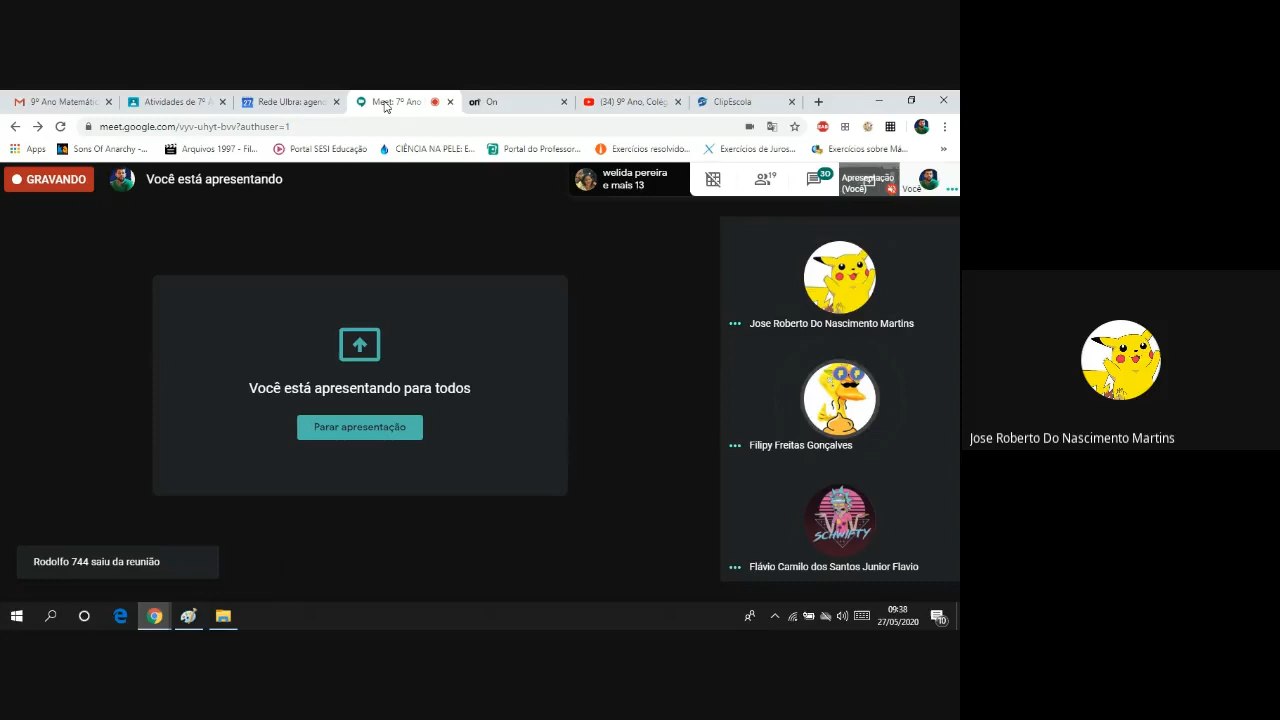 9º Ano Matemátic
Atividades de 7º A
Rede Ulbra: agen
Meet: 7º Ano
On
(34) 9º Ano, Colég
ClipEscola
meet.google.com/vyv-uhyt-bvv?authuser=1
Apps
Sons Of Anarchy -...
Arquivos 1997 - Fil...
Portal SESI Educação
CIÊNCIA NA PELE: E...
Portal do Professor...
Exercícios resolvido...
Exercícios de Juros...
Exercícios sobre Má...
GRAVANDO
Você está apresentando
welida pereira
e mais 13
19
30
Apresentação
(Você)
Você
Você está apresentando para todos
Parar apresentação
Jose Roberto Do Nascimento Martins
Filipy Freitas Gonçalves
SCHWIFTY
Flávio Camilo dos Santos Junior Flavio
Rodolfo 744 saiu da reunião
09:38
27/05/2020
10
Jose Roberto Do Nascimento Martins